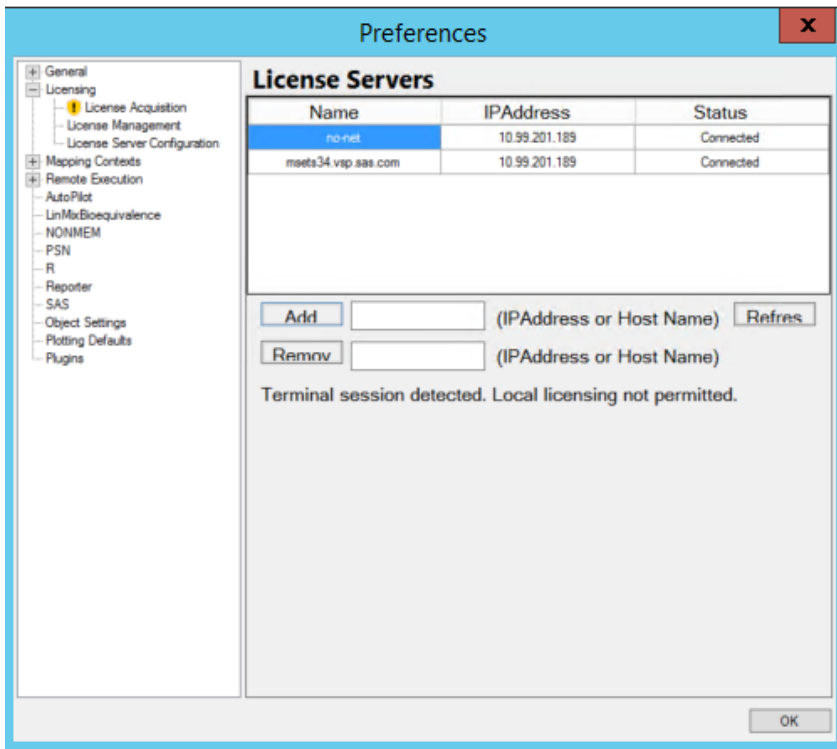 Preferences
x
General
Licensing
License Acquisition
License Management
License Server Configuration
Mapping Contexts
Remote Execution
AutoPilot
LinMixBioequivalence
NONMEM
PSN
R
Reporter
SAS
Object Settings
Plotting Defaults
Plugins
License Servers
Name IPAddress Status
no-net 10.99.201.189 Connected
msets34.vsp.sas.com 10.99.201.189 Connected
Add (IPAddress or Host Name) Refres
Remov (IPAddress or Host Name)
Terminal session detected. Local licensing not permitted.
OK